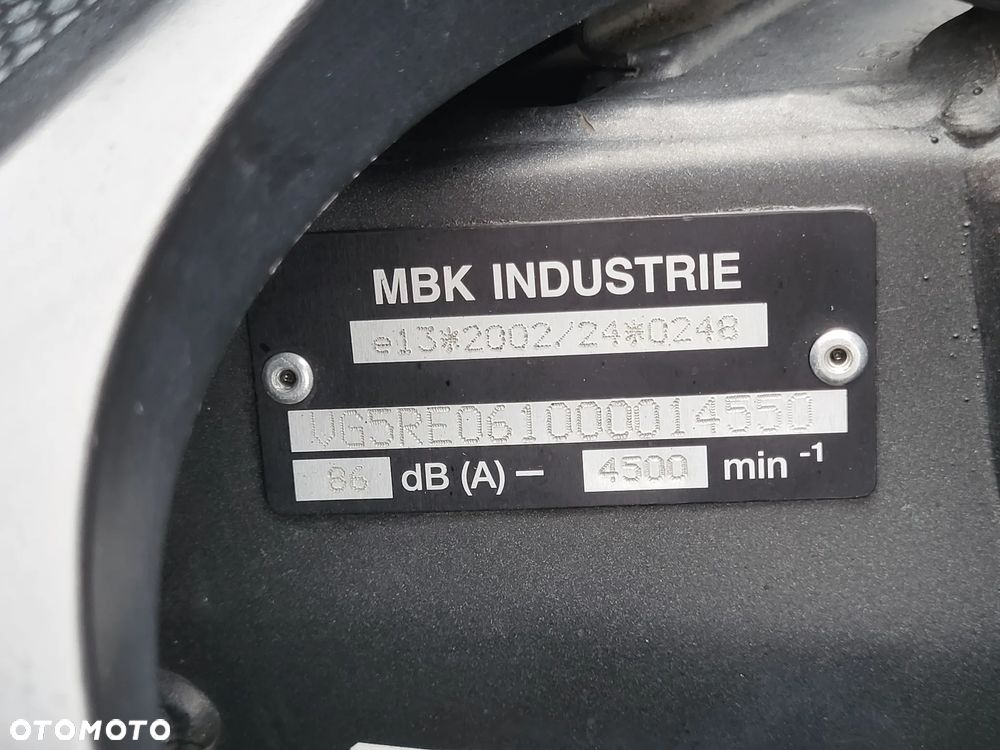 MBK INDUSTRIE
e13*2002/24*0248
VG5RE061000014550
86 dB (A) – 4500 min -1
OTOMOTO